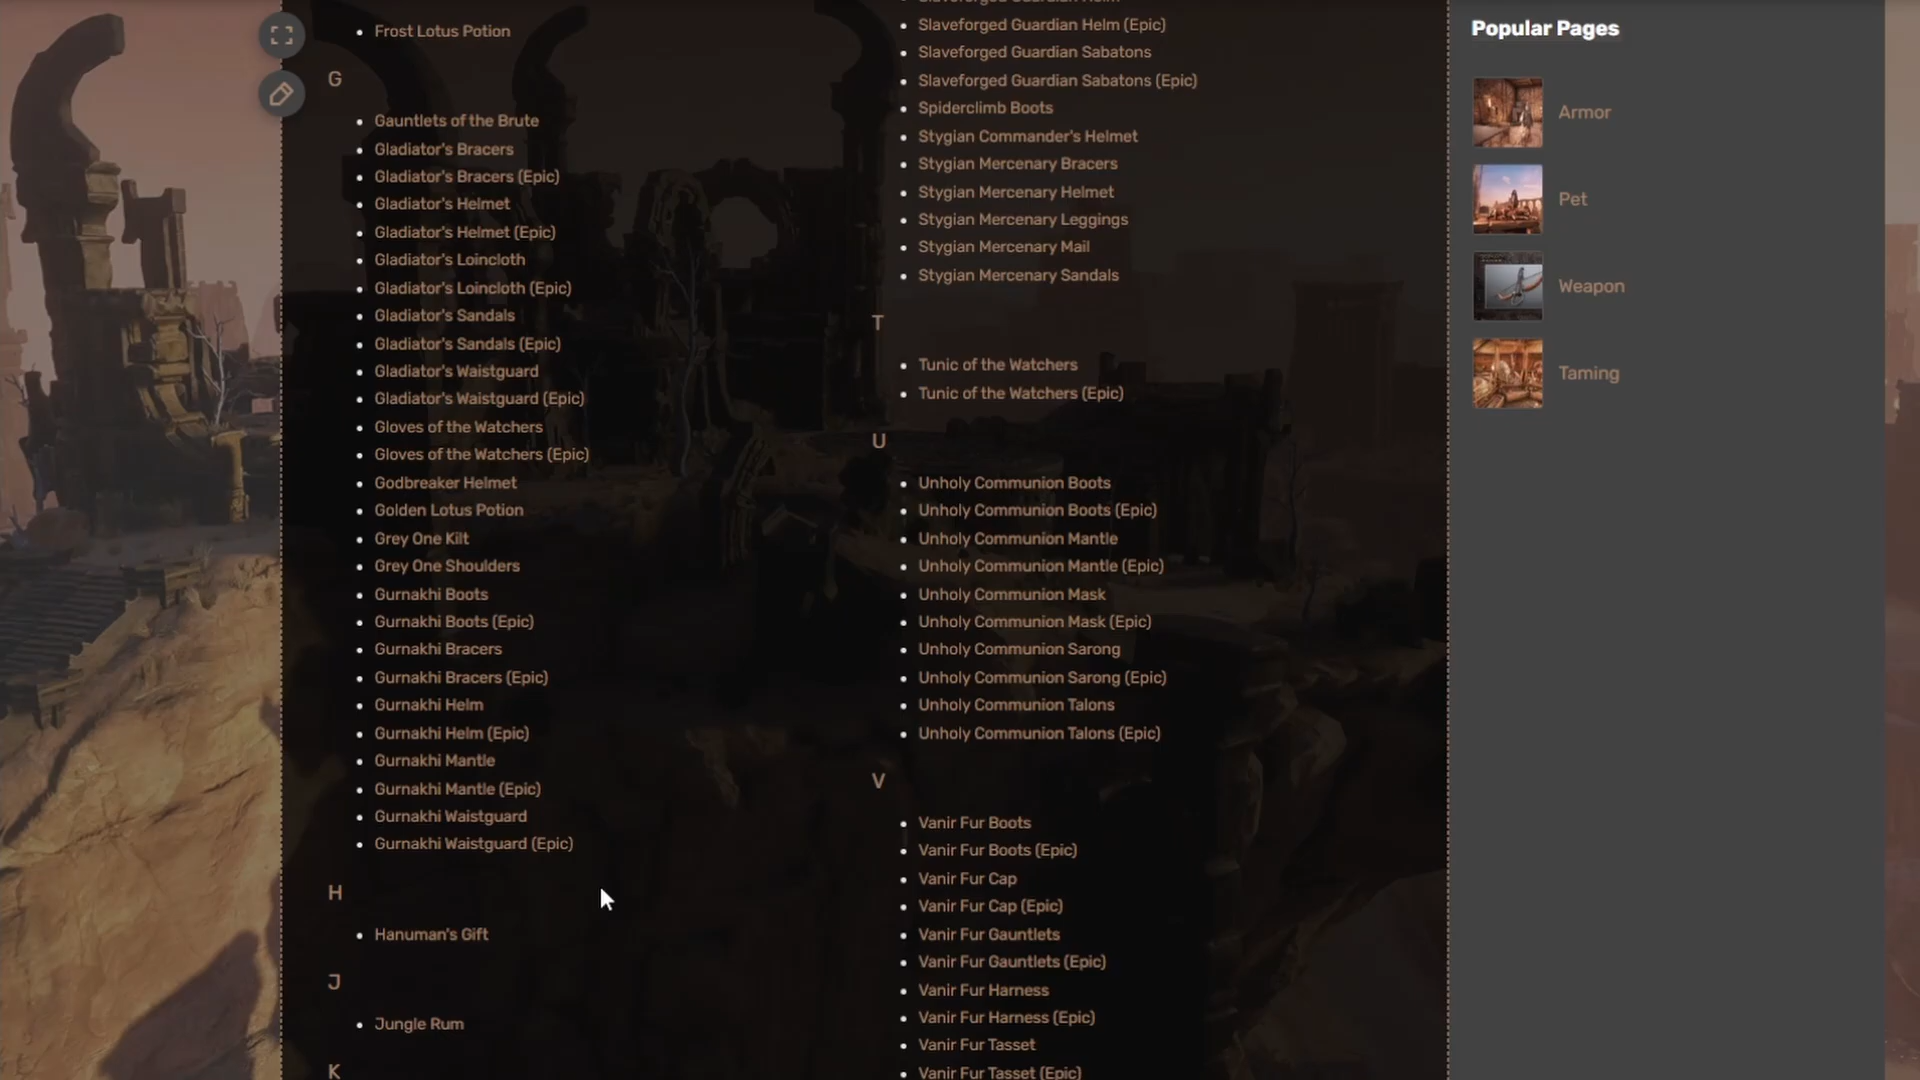 Frost Lotus Potion
G
Gauntlets of the Brute
Gladiator's Bracers
Gladiator's Bracers (Epic)
Gladiator's Helmet
Gladiator's Helmet (Epic)
Gladiator's Loincloth
Gladiator's Loincloth (Epic)
Gladiator's Sandals
Gladiator's Sandals (Epic)
Gladiator's Waistguard
Gladiator's Waistguard (Epic)
Gloves of the Watchers
Gloves of the Watchers (Epic)
Godbreaker Helmet
Golden Lotus Potion
Grey One Kilt
Grey One Shoulders
Gurnakhi Boots
Gurnakhi Boots (Epic)
Gurnakhi Bracers
Gurnakhi Bracers (Epic)
Gurnakhi Helm
Gurnakhi Helm (Epic)
Gurnakhi Mantle
Gurnakhi Mantle (Epic)
Gurnakhi Waistguard
Gurnakhi Waistguard (Epic)
H
Hanuman's Gift
J
Jungle Rum
K
Slaveforged Guardian Helm
Slaveforged Guardian Helm (Epic)
Slaveforged Guardian Sabatons
Slaveforged Guardian Sabatons (Epic)
Spiderclimb Boots
Stygian Commander's Helmet
Stygian Mercenary Bracers
Stygian Mercenary Helmet
Stygian Mercenary Leggings
Stygian Mercenary Mail
Stygian Mercenary Sandals
T
Tunic of the Watchers
Tunic of the Watchers (Epic)
U
Unholy Communion Boots
Unholy Communion Boots (Epic)
Unholy Communion Mantle
Unholy Communion Mantle (Epic)
Unholy Communion Mask
Unholy Communion Mask (Epic)
Unholy Communion Sarong
Unholy Communion Sarong (Epic)
Unholy Communion Talons
Unholy Communion Talons (Epic)
V
Vanir Fur Boots
Vanir Fur Boots (Epic)
Vanir Fur Cap
Vanir Fur Cap (Epic)
Vanir Fur Gauntlets
Vanir Fur Gauntlets (Epic)
Vanir Fur Harness
Vanir Fur Harness (Epic)
Vanir Fur Tasset
Vanir Fur Tasset (Epic)
Popular Pages
Armor
Pet
Weapon
Taming